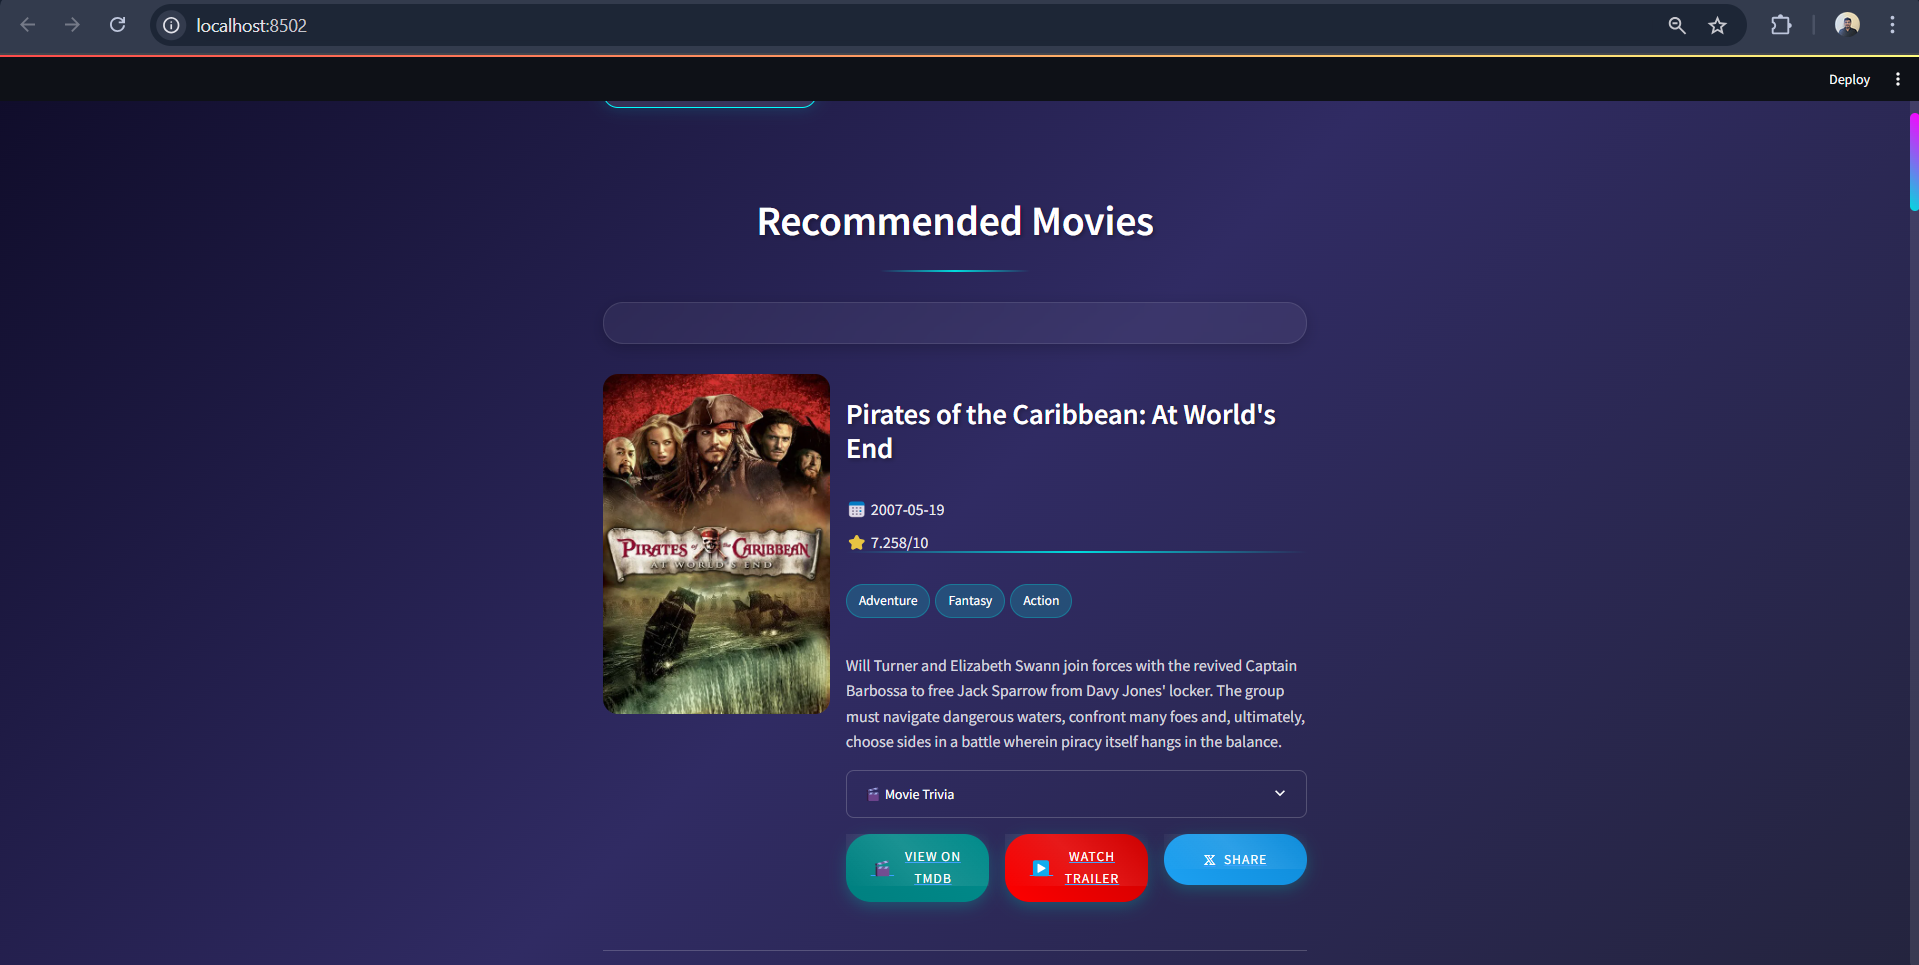 localhost:8502
Deploy
Recommended Movies
PIRATES of the CARIBBEAN
AT WORLD'S END
Pirates of the Caribbean: At World's
End
2007-05-19
7.258/10
Adventure Fantasy Action
Will Turner and Elizabeth Swann join forces with the revived Captain
Barbossa to free Jack Sparrow from Davy Jones' locker. The group
must navigate dangerous waters, confront many foes and, ultimately,
choose sides in a battle wherein piracy itself hangs in the balance.
Movie Trivia
VIEW ON
TMDB
WATCH
TRAILER
𝕏 SHARE